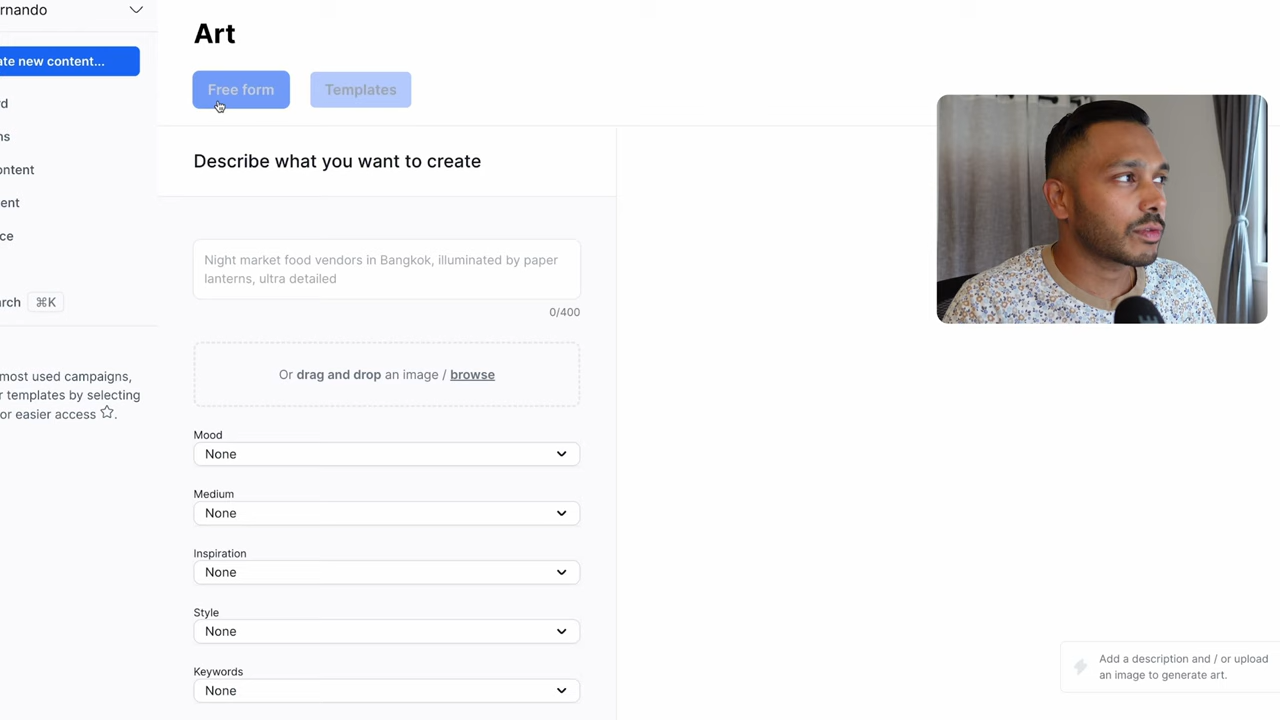 rnando
ate new content...
rd
ns
ontent
ent
ce
rch ⌘K
most used campaigns,
r templates by selecting
or easier access ☆.
Art
Free form
Templates
Describe what you want to create
Night market food vendors in Bangkok, illuminated by paper
lanterns, ultra detailed
0/400
Or drag and drop an image / browse
Mood
None
Medium
None
Inspiration
None
Style
None
Keywords
None
Add a description and / or upload
an image to generate art.